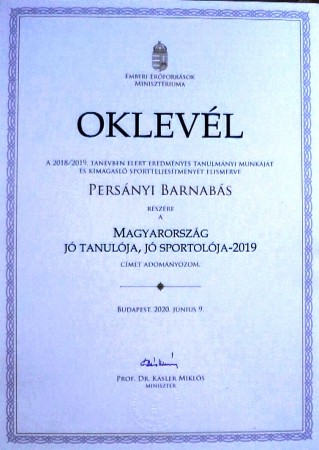 EMBERI ERŐFORRÁSOK
MINISZTÉRIUMA
OKLEVÉL
A 2018/2019. TANÉVBEN ELÉRT EREDMÉNYES TANULMÁNYI MUNKÁJÁT
ÉS KIMAGASLÓ SPORTTELJESÍTMÉNYÉT ELISMERVE
PERSÁNYI BARNABÁS
RÉSZÉRE
A
MAGYARORSZÁG
JÓ TANULÓJA, JÓ SPORTOLÓJA-2019
CÍMET ADOMÁNYOZOM.
BUDAPEST, 2020. JÚNIUS 9.
PROF. DR. KÁSLER MIKLÓS
MINISZTER